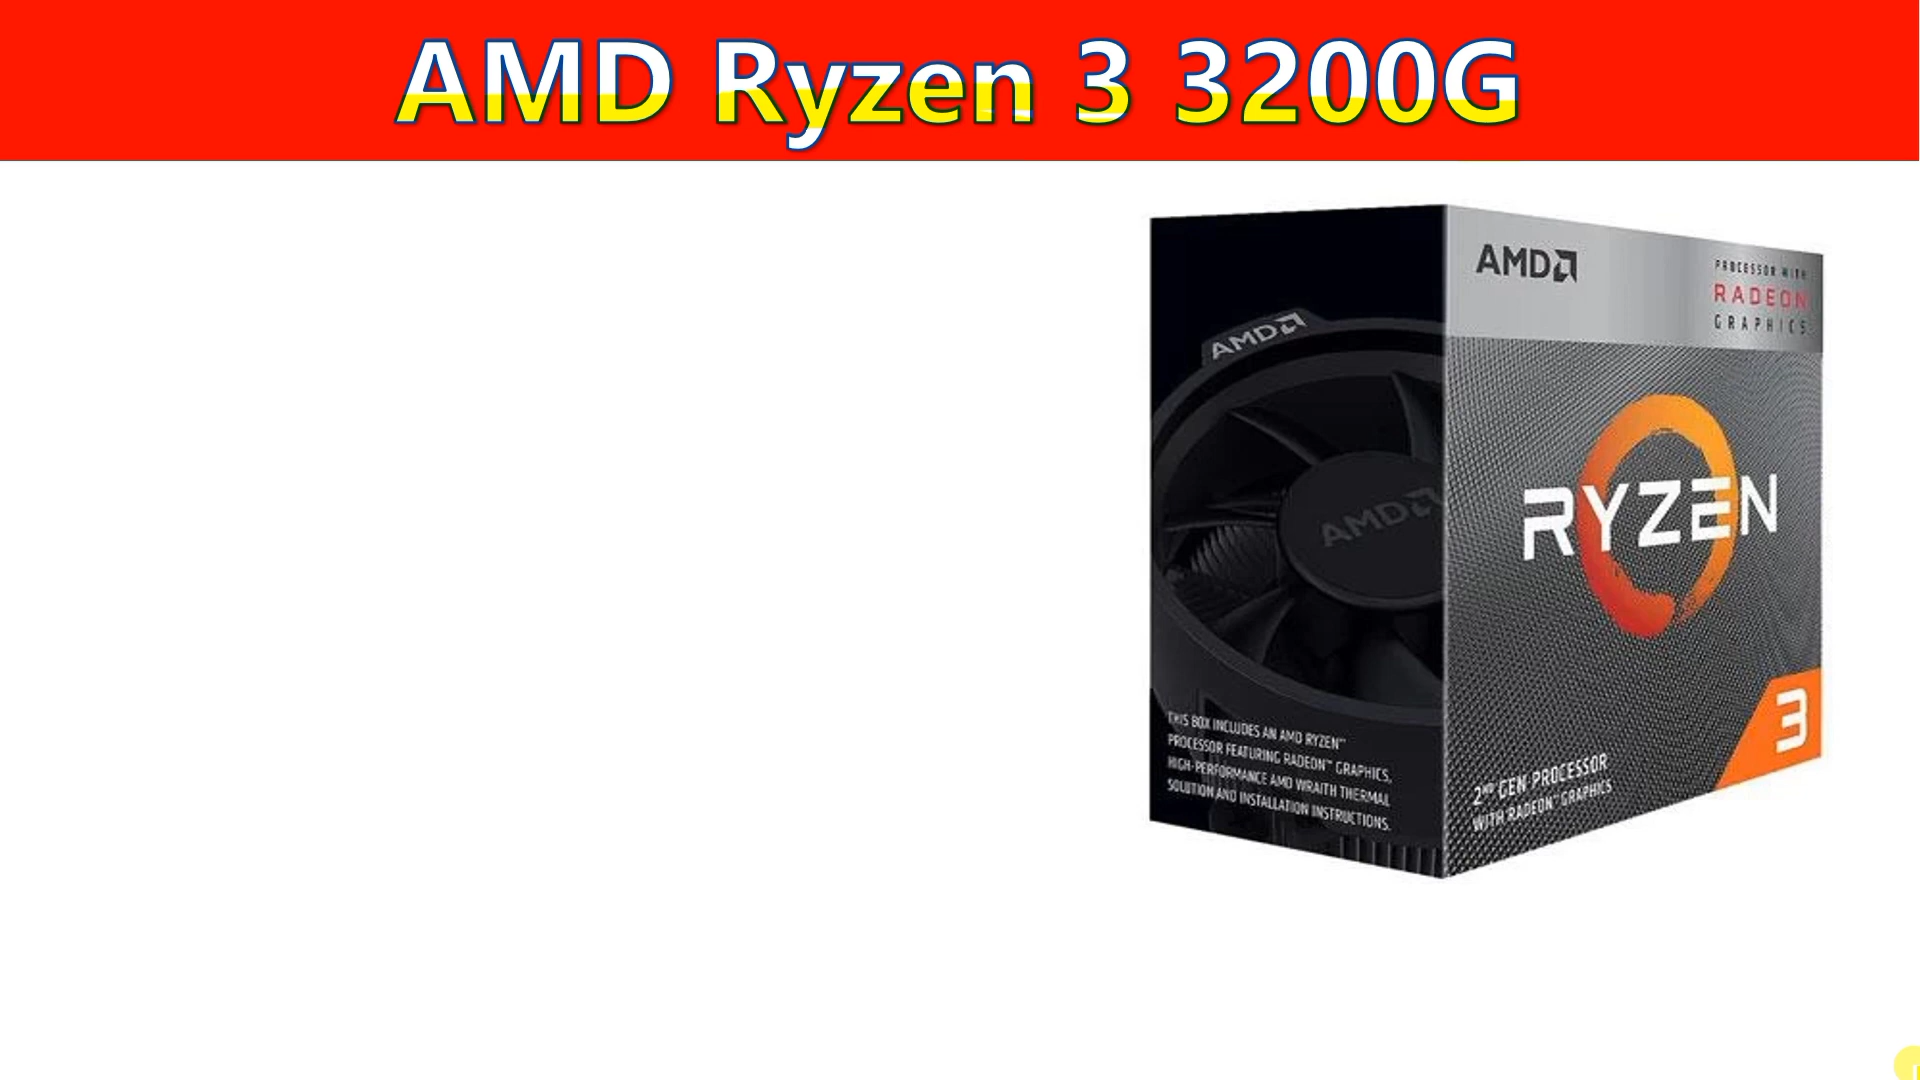 AMD Ryzen 3 3200G
AMD
PROCESSOR WITH
RADEON
GRAPHICS
AMD
AMD
RYZEN
3
THIS BOX INCLUDES AN AMD RYZEN™
PROCESSOR FEATURING RADEON™ GRAPHICS,
HIGH-PERFORMANCE AMD WRAITH THERMAL
SOLUTION AND INSTALLATION INSTRUCTIONS.
2ND GEN PROCESSOR
WITH RADEON™ GRAPHICS